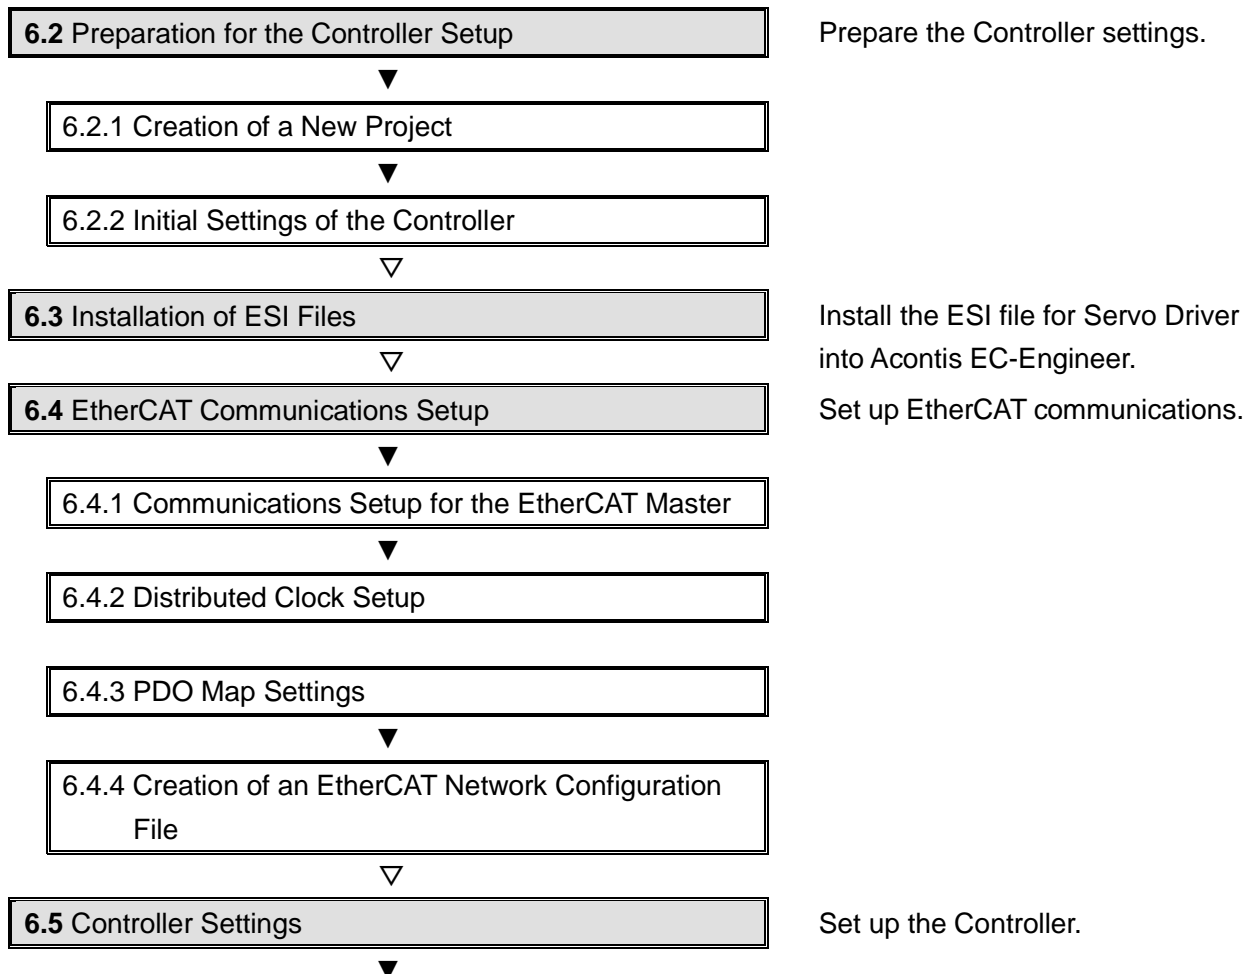 6.2 Preparation for the Controller Setup
Prepare the Controller settings.
▼
6.2.1 Creation of a New Project
▼
6.2.2 Initial Settings of the Controller
▽
6.3 Installation of ESI Files
Install the ESI file for Servo Driver
into Acontis EC-Engineer.
▽
6.4 EtherCAT Communications Setup
Set up EtherCAT communications.
▼
6.4.1 Communications Setup for the EtherCAT Master
▼
6.4.2 Distributed Clock Setup
6.4.3 PDO Map Settings
▼
6.4.4 Creation of an EtherCAT Network Configuration
File
▽
6.5 Controller Settings
Set up the Controller.
▼